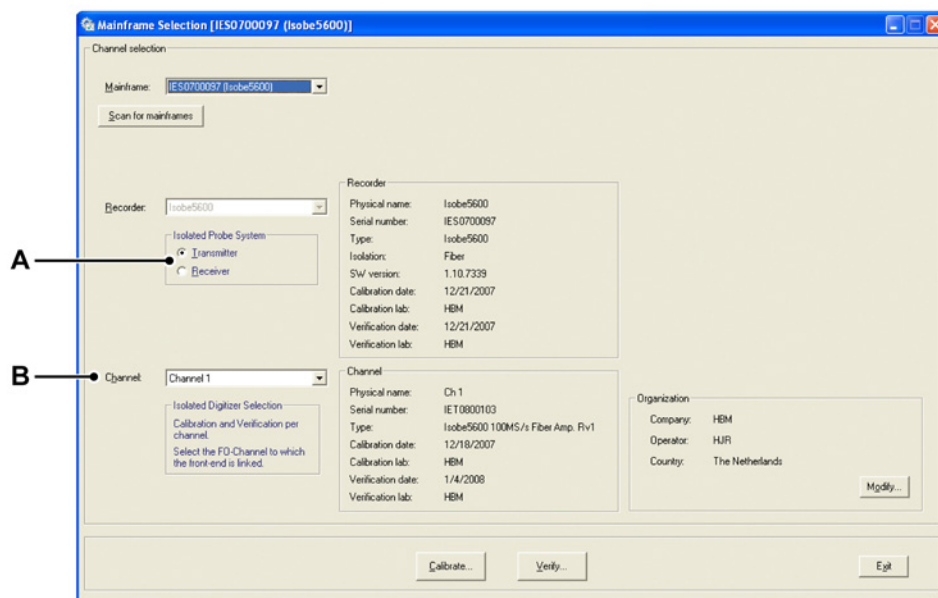 Mainframe Selection [IES0700097 (Isobe5600)]
Channel selection
Mainframe: IES0700097 (Isobe5600)
Scan for mainframes
Recorder: Isobe5600
Isolated Probe System
A
Transmitter
Receiver
Recorder
Physical name: Isobe5600
Serial number: IES0700097
Type: Isobe5600
Isolation: Fiber
SW version: 1.10.7339
Calibration date: 12/21/2007
Calibration lab: HBM
Verification date: 12/21/2007
Verification lab: HBM
B
Channel: Channel 1
Isolated Digitizer Selection
Calibration and Verification per
channel.
Select the FO-Channel to which
the front-end is linked.
Channel
Physical name: Ch 1
Serial number: IET0800103
Type: Isobe5600 100MS/s Fiber Amp. Rv1
Calibration date: 12/18/2007
Calibration lab: HBM
Verification date: 1/4/2008
Verification lab: HBM
Organization
Company: HBM
Operator: HJR
Country: The Netherlands
Modify...
Calibrate...
Verify...
Exit